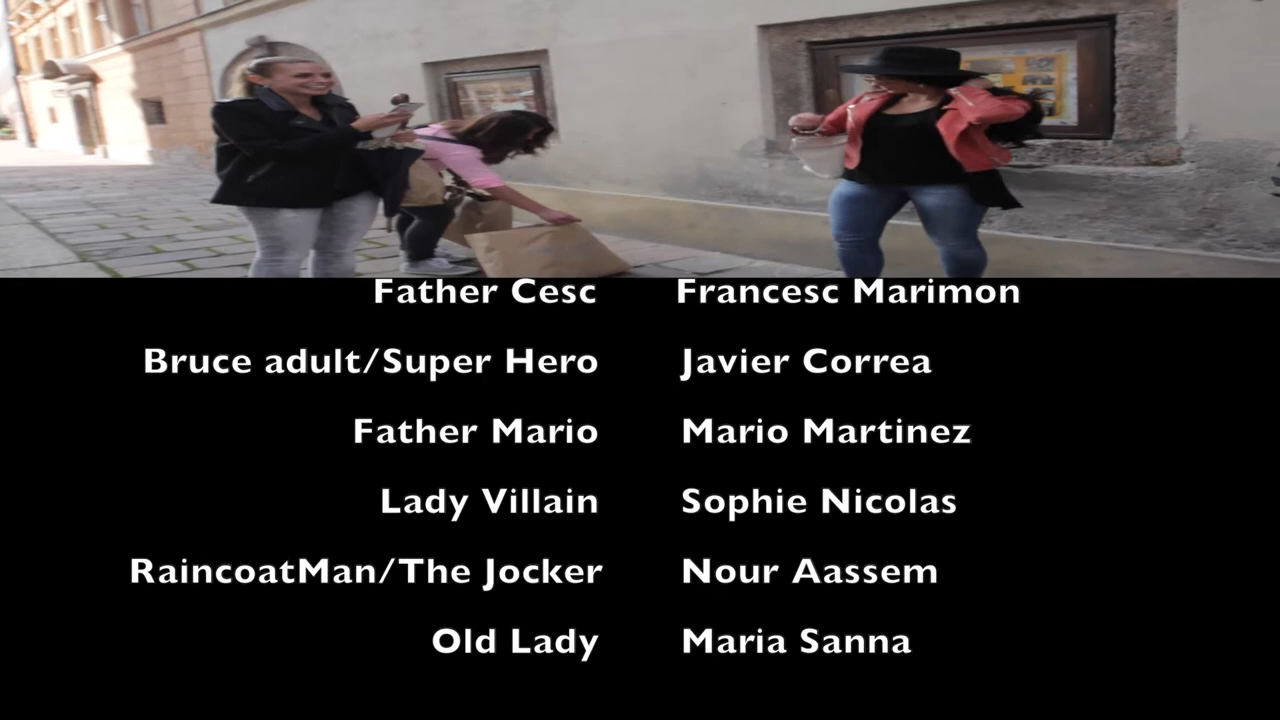 Father Cesc Francesc Marimon
Bruce adult/Super Hero Javier Correa
Father Mario Mario Martinez
Lady Villain Sophie Nicolas
RaincoatMan/The Jocker Nour Aassem
Old Lady Maria Sanna